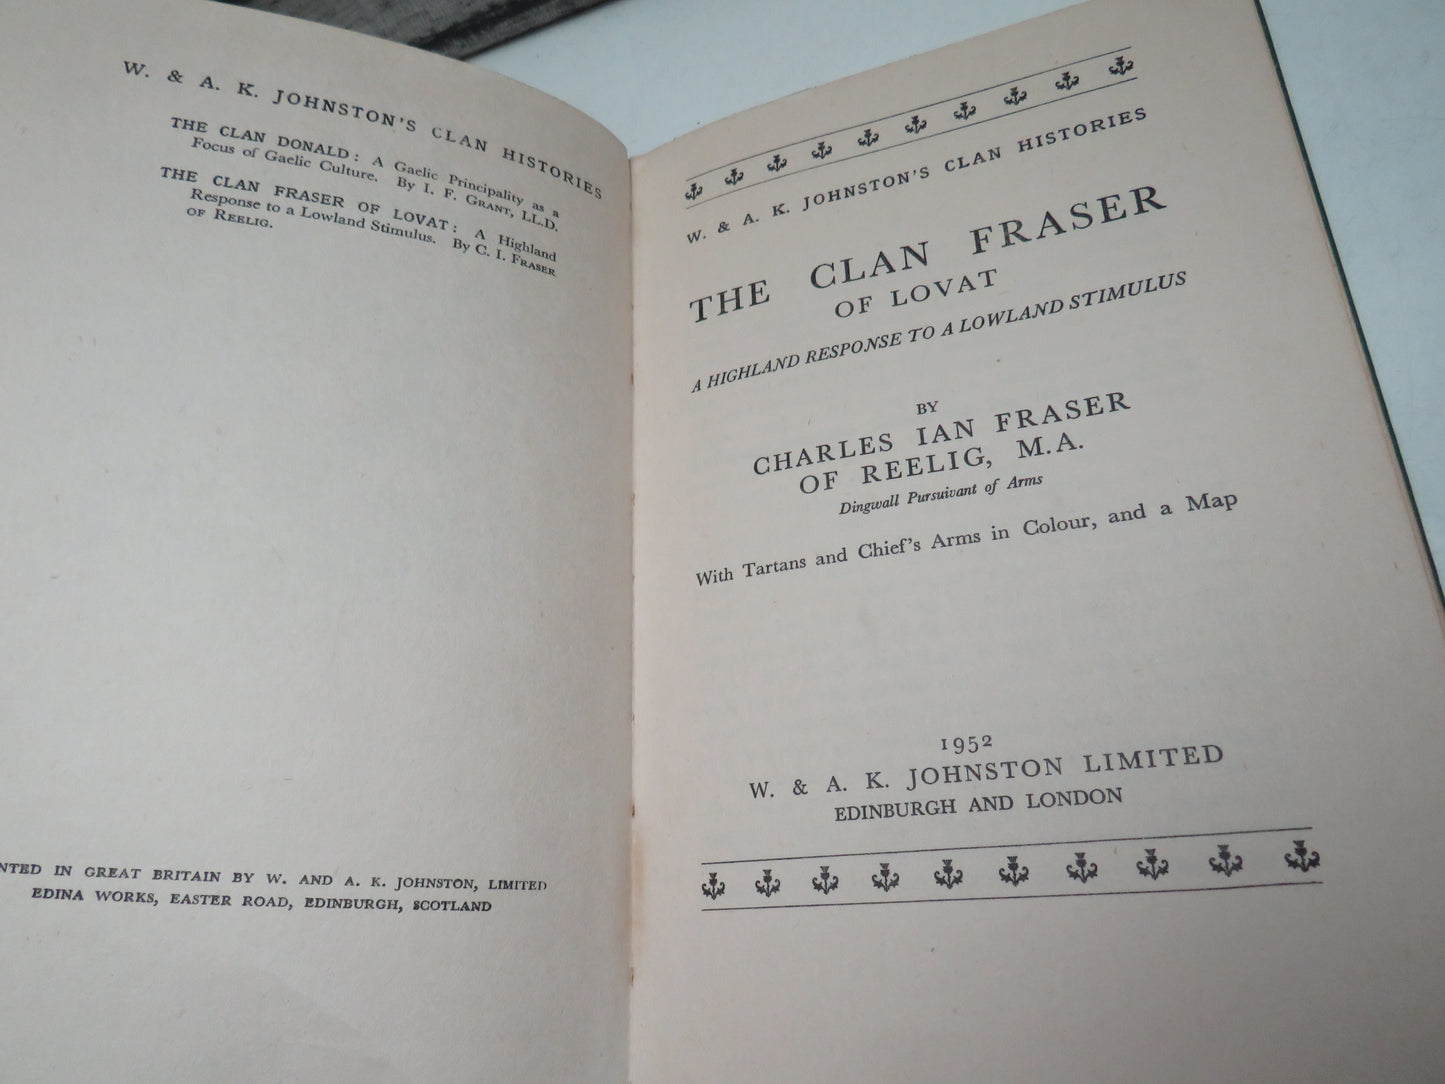 W. & A. K. JOHNSTON'S CLAN HISTORIES
THE CLAN DONALD: A Gaelic Principality as a
Focus of Gaelic Culture. By I. F. GRANT, LL.D.
THE CLAN FRASER OF LOVAT: A Highland
Response to a Lowland Stimulus. By C. I. FRASER
OF REELIG.
NTED IN GREAT BRITAIN BY W. AND A. K. JOHNSTON, LIMITED
EDINA WORKS, EASTER ROAD, EDINBURGH, SCOTLAND
W. & A. K. JOHNSTON'S CLAN HISTORIES
THE CLAN FRASER
OF LOVAT
A HIGHLAND RESPONSE TO A LOWLAND STIMULUS
BY
CHARLES IAN FRASER
OF REELIG, M.A.
Dingwall Pursuivant of Arms
With Tartans and Chief's Arms in Colour, and a Map
1952
W. & A. K. JOHNSTON LIMITED
EDINBURGH AND LONDON